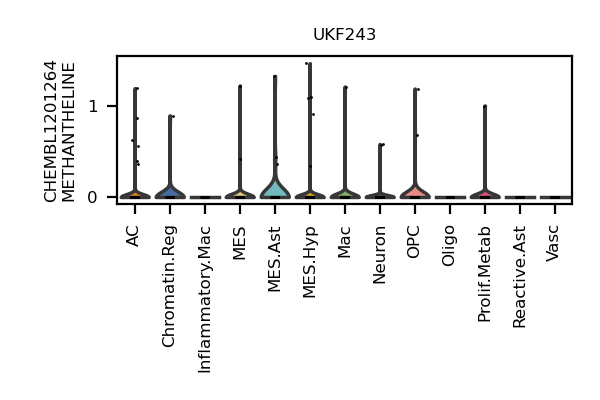 UKF243
CHEMBL1201264
METHANTHELINE
1
0
AC
Chromatin.Reg
Inflammatory.Mac
MES
MES.Ast
MES.Hyp
Mac
Neuron
OPC
Oligo
Prolif.Metab
Reactive.Ast
Vasc